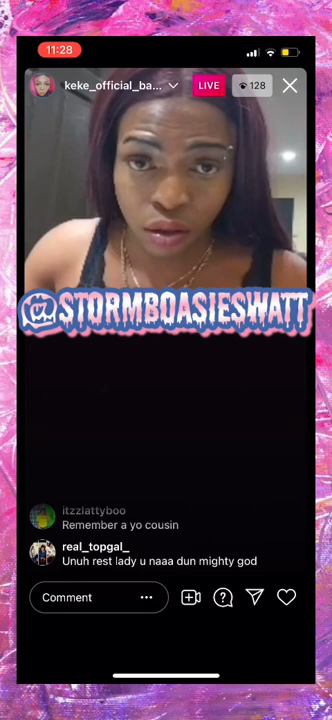 11:28
keke_official_ba...
LIVE
128
@STORMBOASIESWATT
itzzlattyboo
Remember a yo cousin
real_topgal_
Unuh rest lady u naaa dun mighty god
Comment